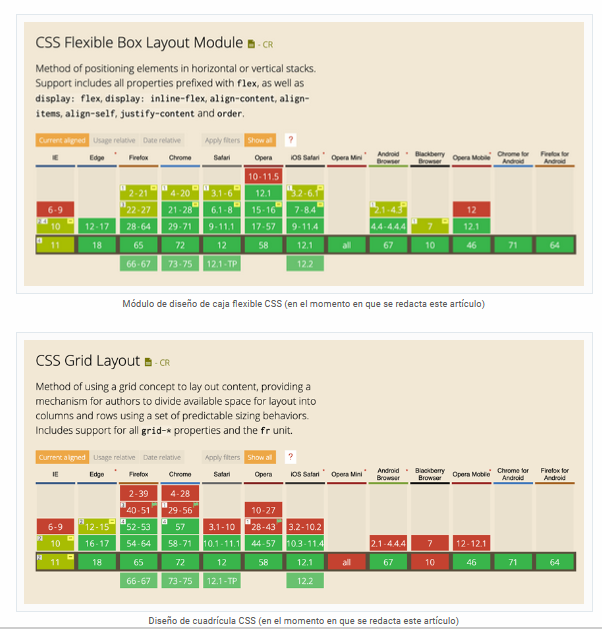 CSS Flexible Box Layout Module - CR
Method of positioning elements in horizontal or vertical stacks.
Support includes all properties prefixed with flex, as well as
display: flex, display: inline-flex, align-content, align-
items, align-self, justify-content and order.
Current aligned Usage relative Date relative Apply filters Show all ?
IE Edge Firefox Chrome Safari Opera iOS Safari Opera Mini Android Browser Blackberry Browser Opera Mobile Chrome for Android Firefox for Android
10-11.5
2-21 4-20 3.1-6 12.1 3.2-6.1
6-9 22-27 21-28 6.1-8 15-16 7-8.4 2.1-4.3 12
10 12-17 28-64 29-71 9-11.1 17-57 9-11.4 4.4-4.4.4 7 12.1
11 18 65 72 12 58 12.1 all 67 10 46 71 64
66-67 73-75 12.1-TP 12.2
Módulo de diseño de caja flexible CSS (en el momento en que se redacta este artículo)
CSS Grid Layout - CR
Method of using a grid concept to lay out content, providing a
mechanism for authors to divide available space for layout into
columns and rows using a set of predictable sizing behaviors.
Includes support for all grid-* properties and the fr unit.
Current aligned Usage relative Date relative Apply filters Show all ?
IE Edge Firefox Chrome Safari Opera iOS Safari Opera Mini Android Browser Blackberry Browser Opera Mobile Chrome for Android Firefox for Android
2-39 4-28
40-51 29-56 10-27
6-9 12-15 52-53 57 3.1-10 28-43 3.2-10.2
10 16-17 54-64 58-71 10.1-11.1 44-57 10.3-11.4 2.1-4.4.4 7 12-12.1
11 18 65 72 12 58 12.1 all 67 10 46 71 64
66-67 73-75 12.1-TP 12.2
Diseño de cuadrícula CSS (en el momento en que se redacta este artículo)